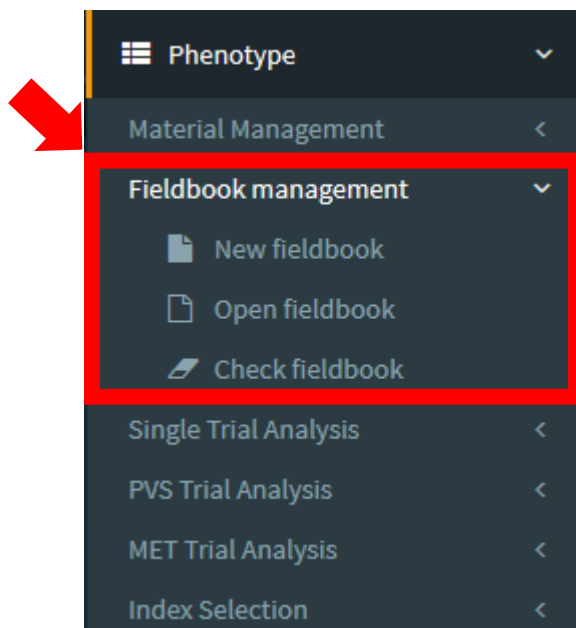 Phenotype
Material Management
Fieldbook management
New fieldbook
Open fieldbook
Check fieldbook
Single Trial Analysis
PVS Trial Analysis
MET Trial Analysis
Index Selection